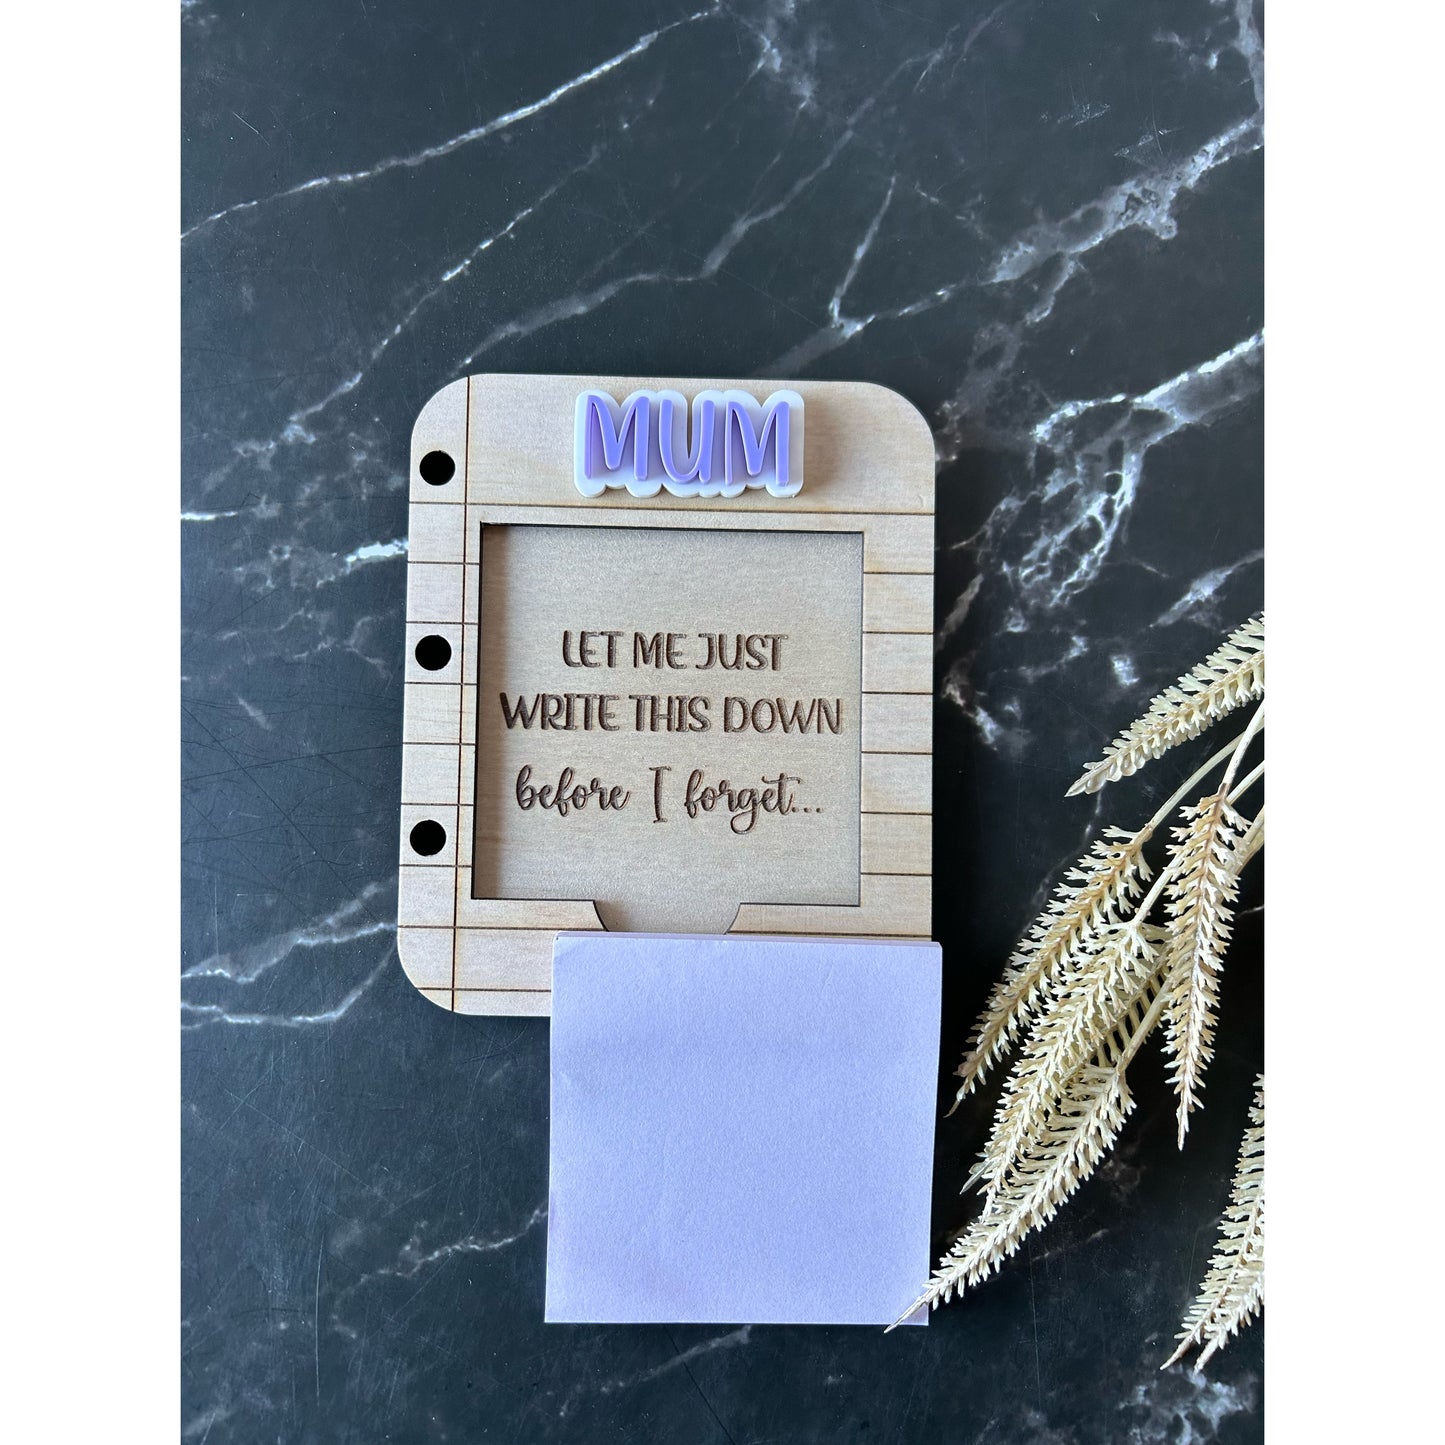 MUM
LET ME JUST
WRITE THIS DOWN
before I forget...